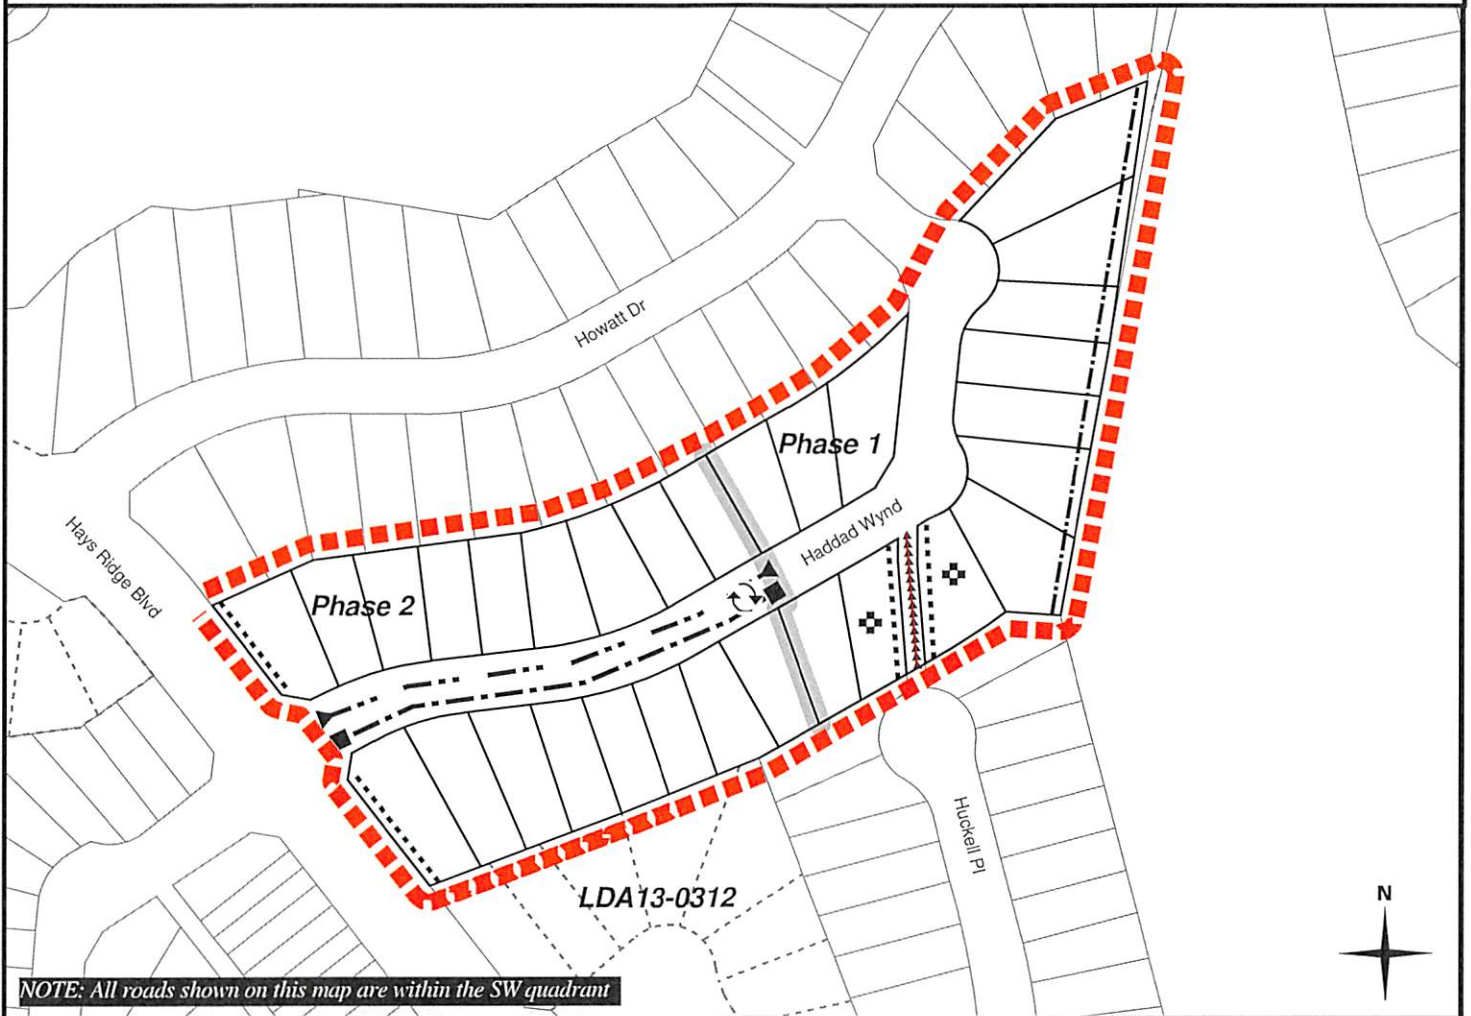 Howatt Dr
Phase 1
Haddad Wynd
Hays Ridge Blvd
Phase 2
Huckell Pl
LDA13-0312
N
NOTE: All roads shown on this map are within the SW quadrant